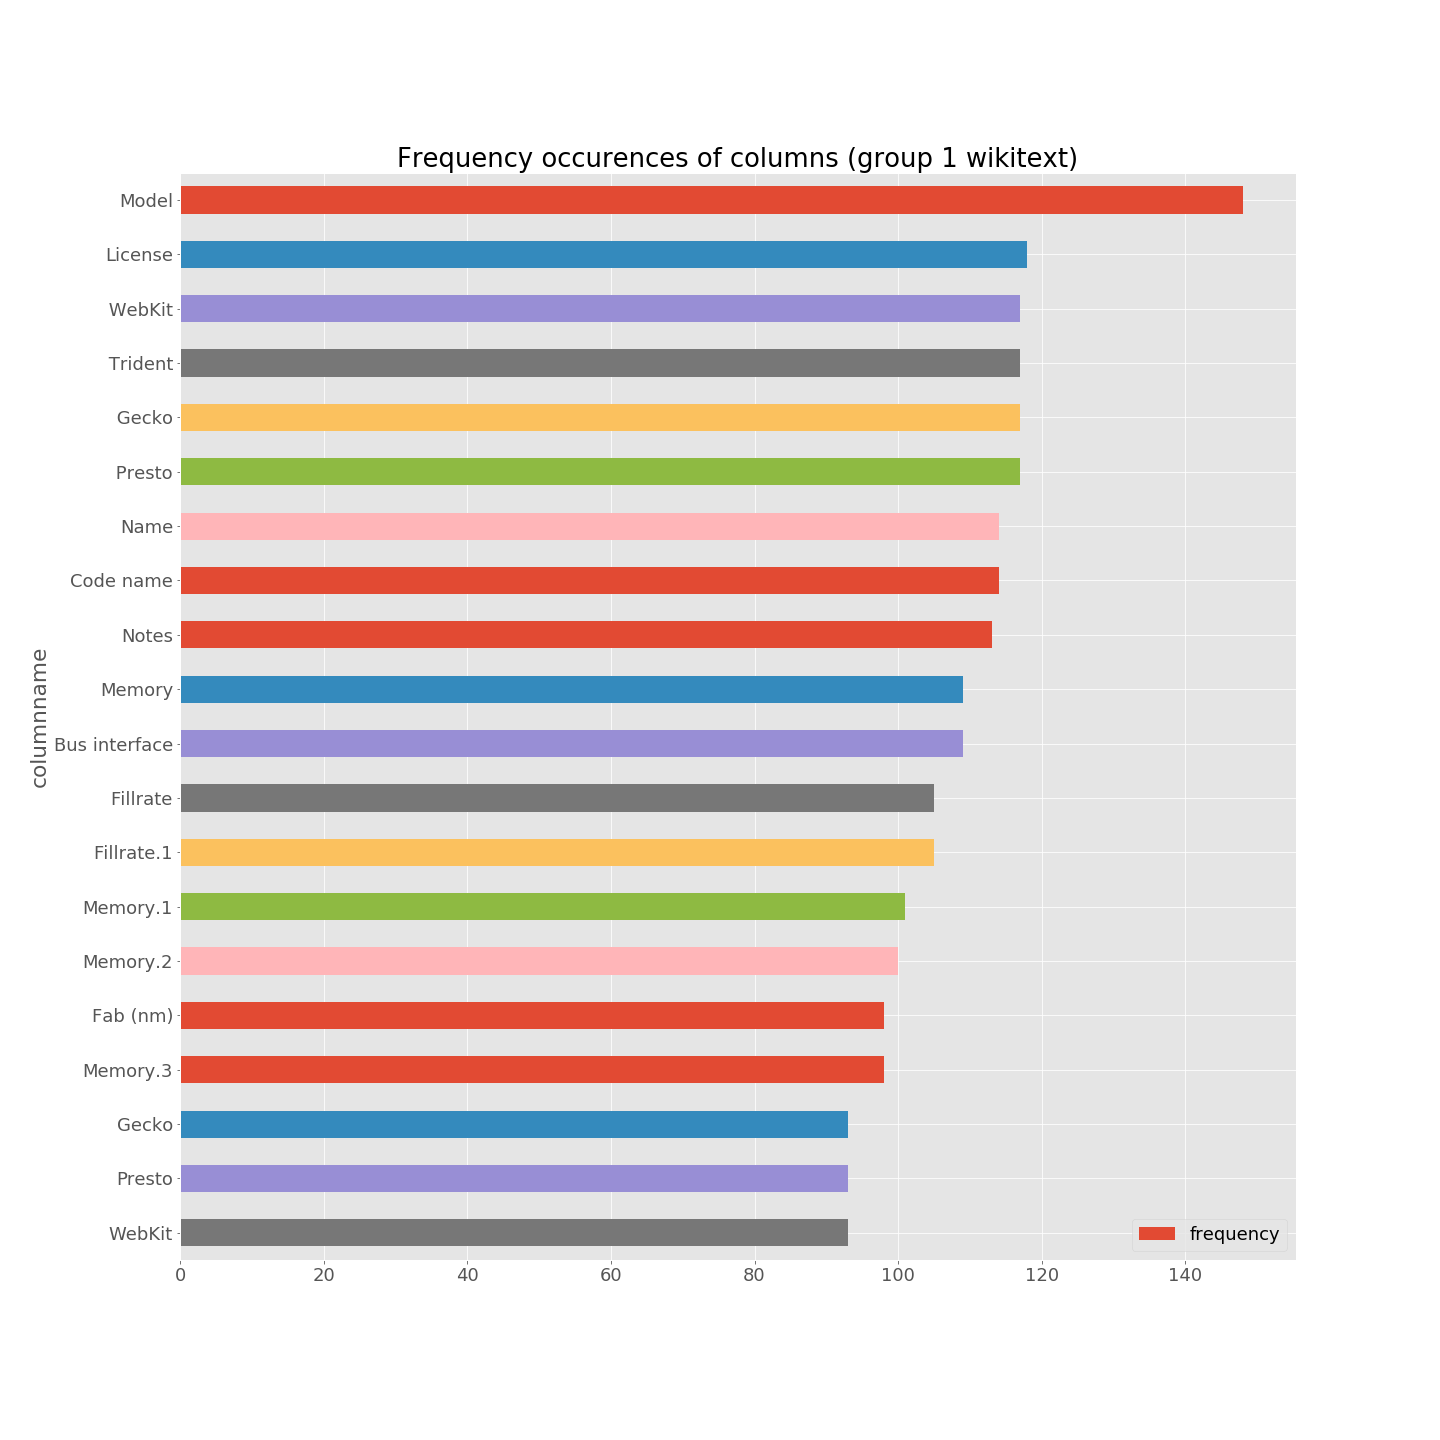 Frequency occurences of columns (group 1 wikitext)
columnname
Model
License
WebKit
Trident
Gecko
Presto
Name
Code name
Notes
Memory
Bus interface
Fillrate
Fillrate.1
Memory.1
Memory.2
Fab (nm)
Memory.3
Gecko
Presto
WebKit
frequency
0 20 40 60 80 100 120 140